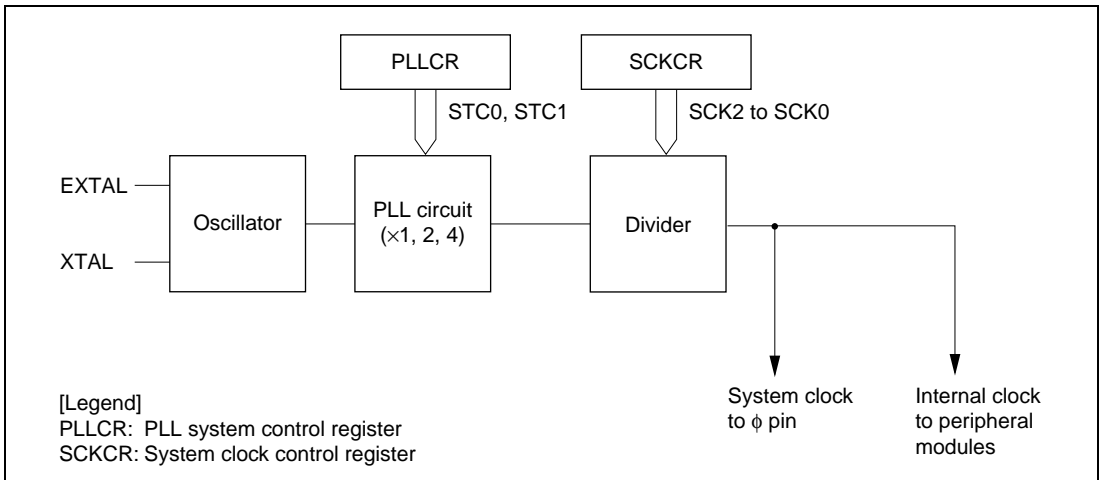 PLLCR
SCKCR
STC0, STC1
SCK2 to SCK0
EXTAL
XTAL
Oscillator
PLL circuit
(×1, 2, 4)
Divider
System clock
to ϕ pin
Internal clock
to peripheral
modules
[Legend]
PLLCR: PLL system control register
SCKCR: System clock control register